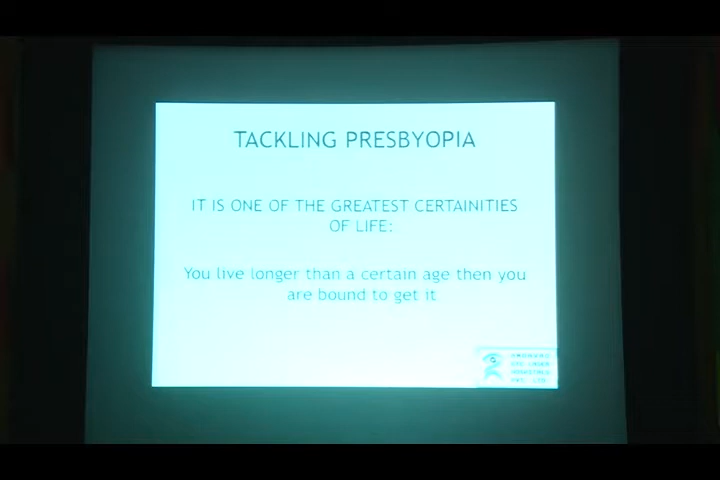 TACKLING PRESBYOPIA
IT IS ONE OF THE GREATEST CERTAINITIES
OF LIFE:
You live longer than a certain age then you
are bound to get it